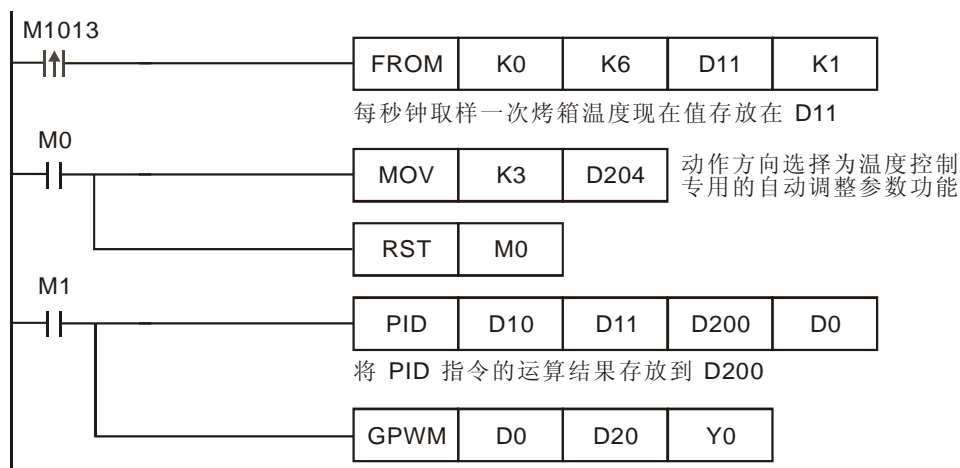 M1013
FROM K0 K6 D11 K1
每秒钟取样一次烤箱温度现在值存放在 D11
M0
MOV K3 D204
动作方向选择为温度控制
专用的自动调整参数功能
RST M0
M1
PID D10 D11 D200 D0
将 PID 指令的运算结果存放到 D200
GPWM D0 D20 Y0